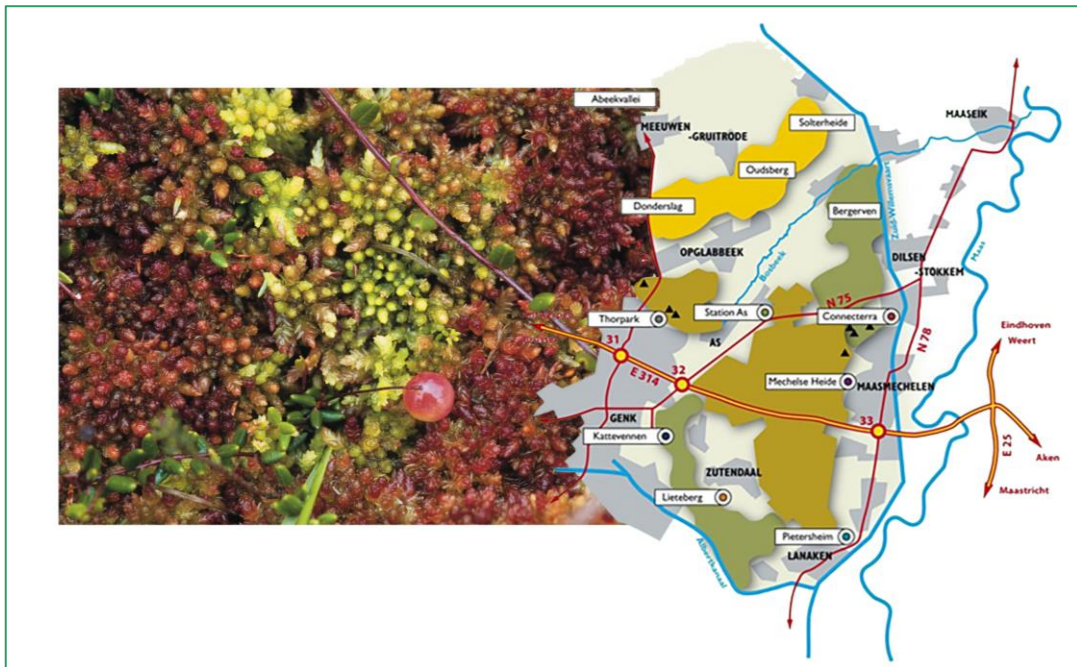 Abeekvallei
MEEUWEN
-GRUITRODE
Solterheide
MAASEIK
Oudsberg
Donderslag
Bergerven
Zuid-Willemsvaart
Maas
OPGLABBEEK
Bosbeek
DILSEN
-STOKKEM
N 75
Thorpark
Station As
Connecterra
AS
N 78
Eindhoven
Weert
31
32
E 314
Mechelse Heide
MAASMECHELEN
GENK
33
Kattevennen
E 25
Aken
ZUTENDAAL
Lieteberg
Maastricht
Pietersheim
LANAKEN
Albertkanaal